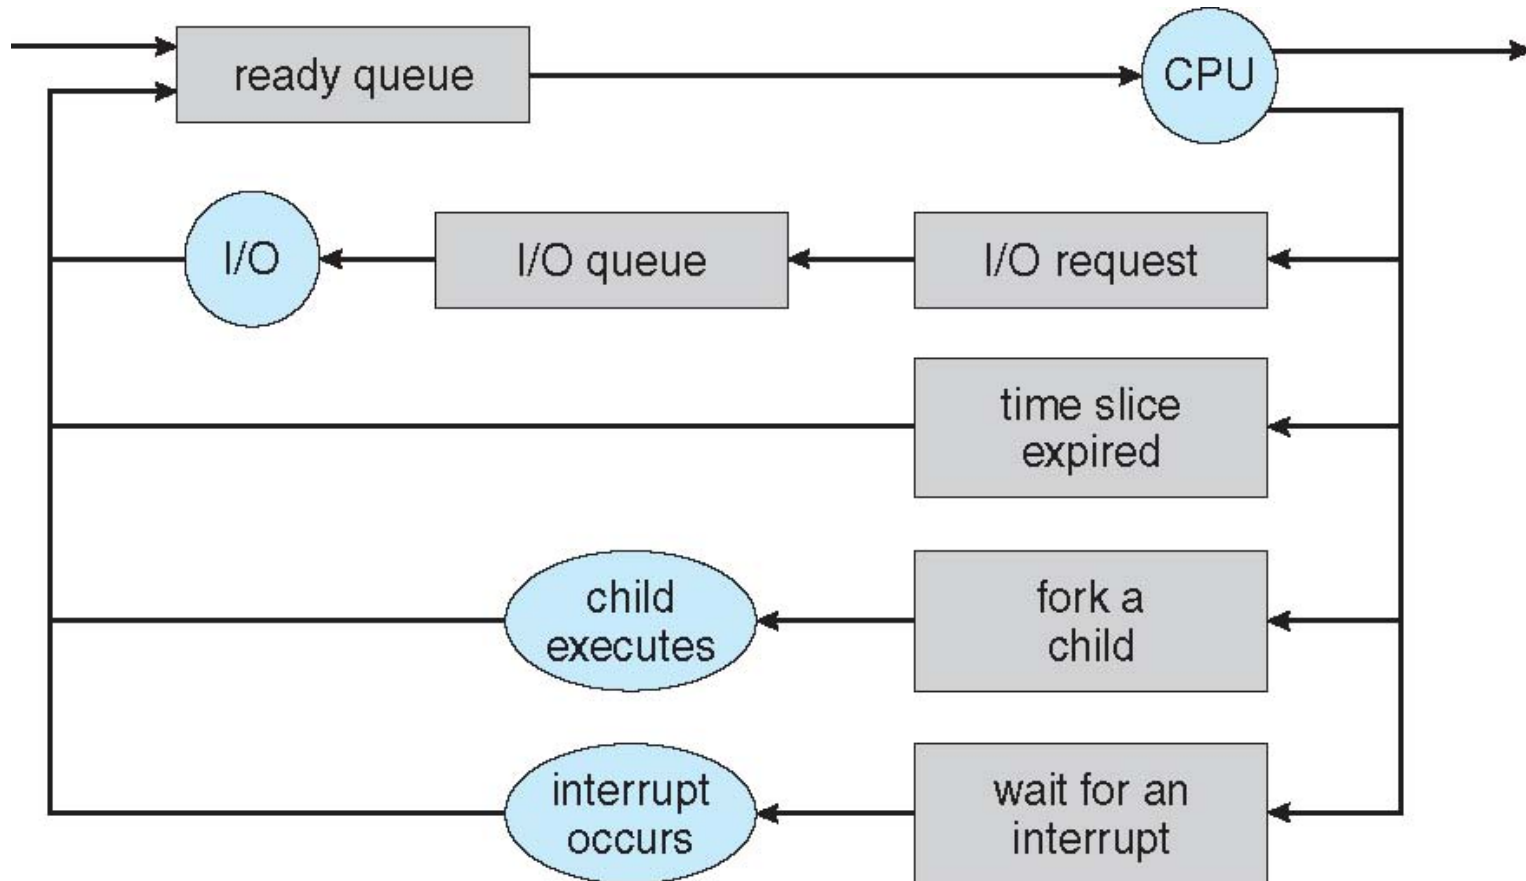 ready queue
CPU
I/O
I/O queue
I/O request
time slice
expired
child
executes
fork a
child
interrupt
occurs
wait for an
interrupt